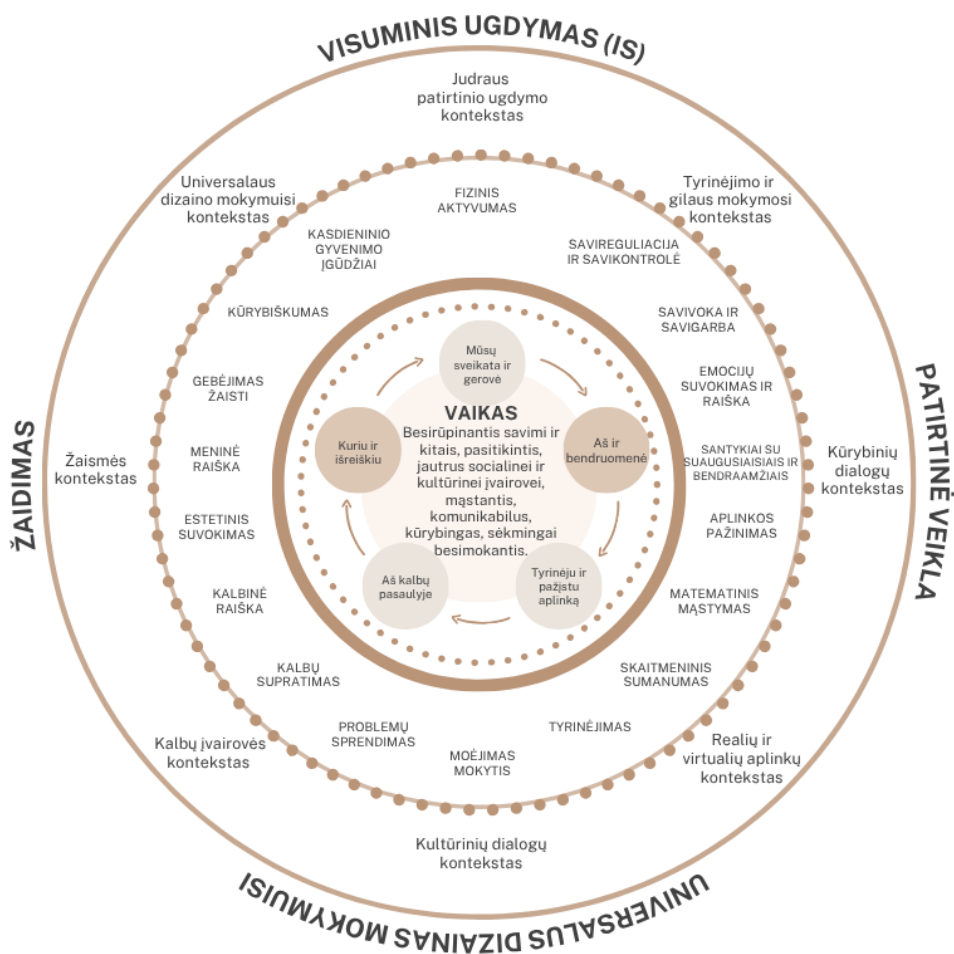 VISUMINIS UGDYMAS (IS)
Judraus
patirtinio ugdymo
kontekstas
Universalaus
dizaino mokymuisi
kontekstas
Tyrinėjimo ir
gilaus mokymosi
kontekstas
FIZINIS
AKTYVUMAS
KASDIENINIO
GYVENIMO
ĮGŪDŽIAI
SAVIREGULIACIJA
IR SAVIKONTROLĖ
KŪRYBIŠKUMAS
SAVIVOKA IR
SAVIGARBA
Mūsų
sveikata ir
gerovė
GEBĖJIMAS
ŽAISTI
EMOCIJŲ
SUVOKIMAS IR
RAIŠKA
VAIKAS
Besirūpinantis savimi ir
kitais, pasitikintis,
jautrus socialinei ir
kultūrinei įvairovei,
mąstantis,
komunikabilus,
kūrybingas, sėkmingai
besimokantis.
Kuriu ir
išreiškiu
Aš ir
bendruomenė
ŽAIDIMAS
Žaismės
kontekstas
MENINĖ
RAIŠKA
SANTYKIAI SU
SUAUGUSIAISIAIS IR
BENDRAAMŽIAIS
Kūrybinių
dialogų
kontekstas
PATIRTINĖ VEIKLA
ESTETINIS
SUVOKIMAS
APLINKOS
PAŽINIMAS
Aš kalbų
pasaulyje
Tyrinėju ir
pažįstu
aplinką
KALBINĖ
RAIŠKA
MATEMATINIS
MĄSTYMAS
KALBŲ
SUPRATIMAS
SKAITMENINIS
SUMANUMAS
PROBLEMŲ
SPRENDIMAS
MOĖJIMAS
MOKYTIS
TYRINĖJIMAS
Kalbų įvairovės
kontekstas
Realių ir
virtualių aplinkų
kontekstas
Kultūrinių dialogų
kontekstas
UNIVERSALUS DIZAINAS MOKYMUISI